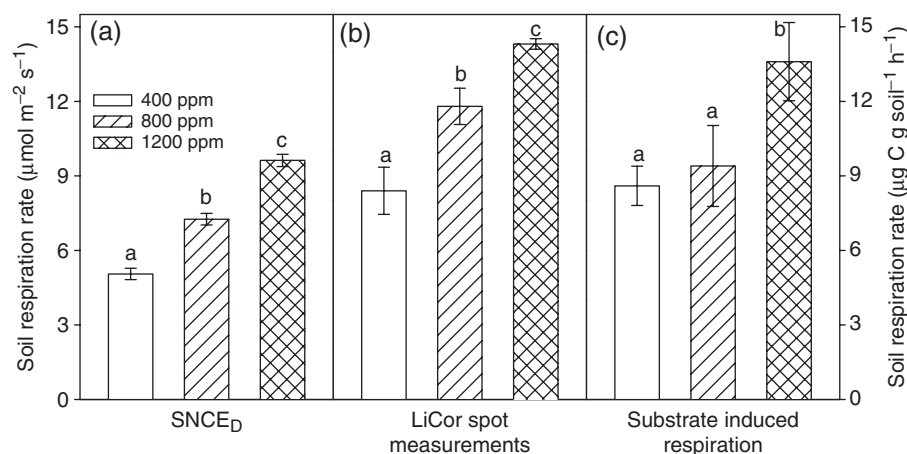 (a)
(b)
(c)
15
12
9
6
3
0
Soil respiration rate (μmol m⁻² s⁻¹)
400 ppm
800 ppm
1200 ppm
a
b
c
a
b
c
a
a
b
15
12
9
6
3
0
Soil respiration rate (μg C g soil⁻¹ h⁻¹)
SNCE_D
LiCor spot
measurements
Substrate induced
respiration